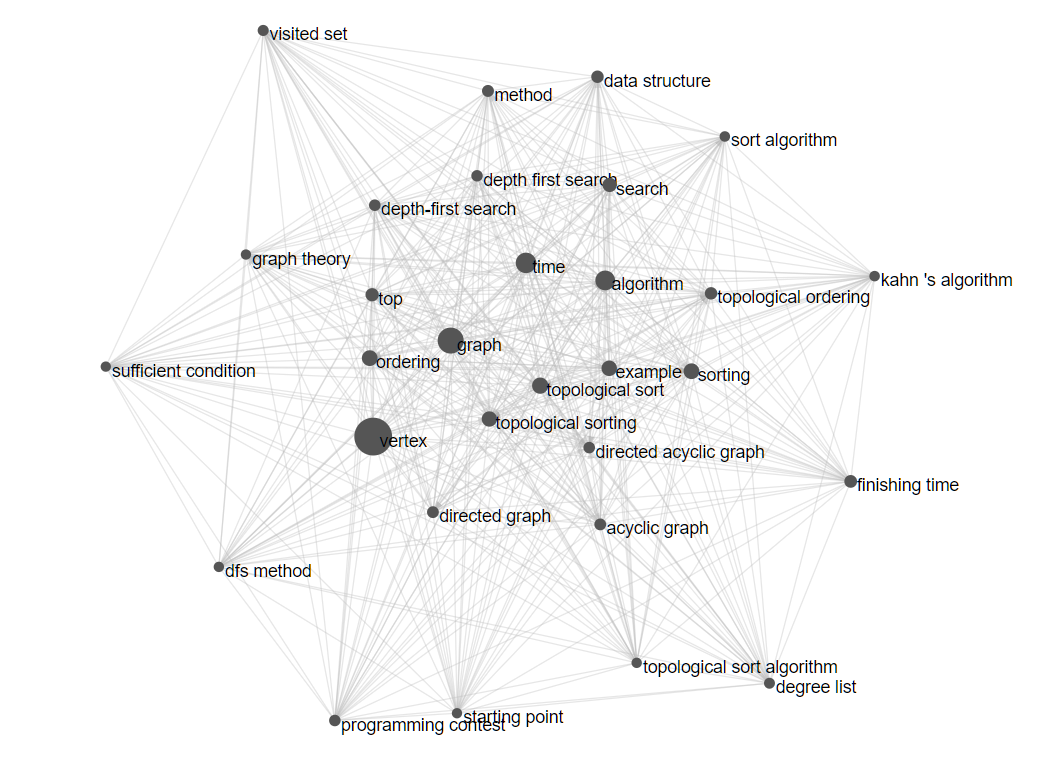 visited set
data structure
method
sort algorithm
depth first search
search
depth-first search
graph theory
time
kahn 's algorithm
algorithm
topological ordering
top
graph
ordering
sufficient condition
example
sorting
topological sort
topological sorting
vertex
directed acyclic graph
finishing time
directed graph
acyclic graph
dfs method
topological sort algorithm
degree list
starting point
programming contest